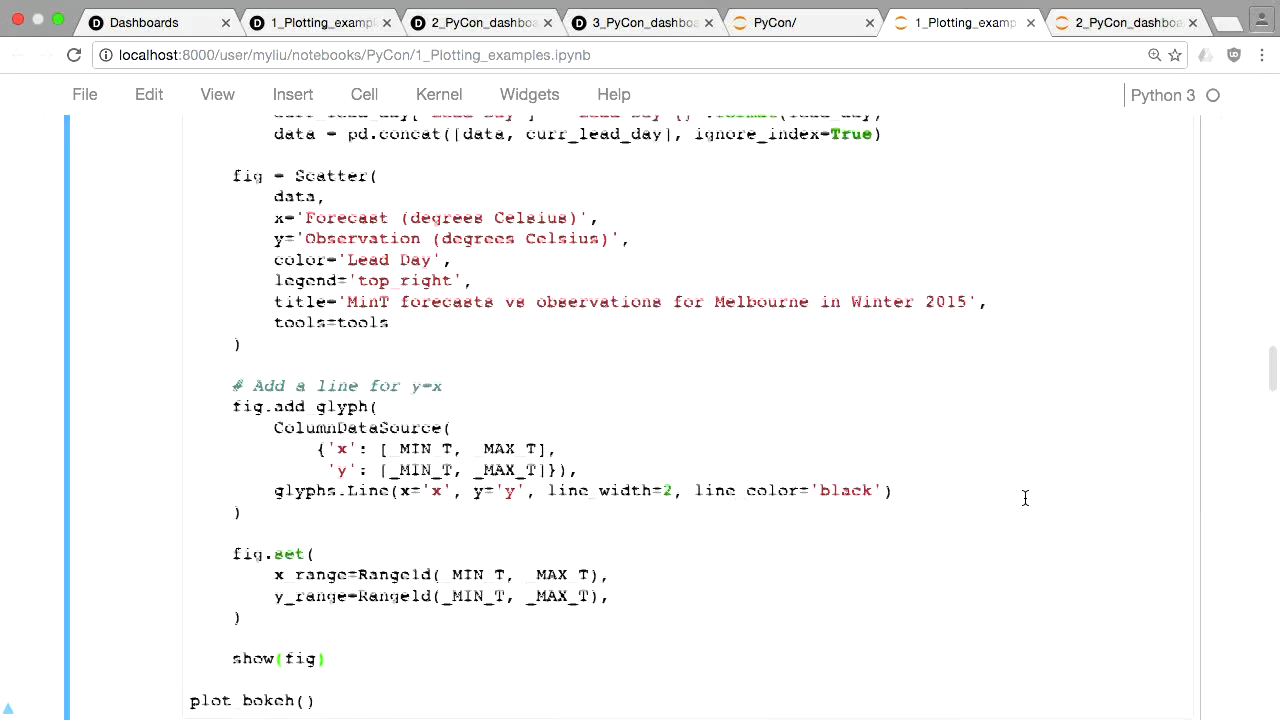 Dashboards
1_Plotting_examp
2_PyCon_dashbo
3_PyCon_dashbo
PyCon/
1_Plotting_examp
2_PyCon_dashboa
localhost:8000/user/myliu/notebooks/PyCon/1_Plotting_examples.ipynb
File Edit View Insert Cell Kernel Widgets Help Python 3
data = pd.concat([data, curr_lead_day], ignore_index=True)
fig = Scatter(
data,
x='Forecast (degrees Celsius)',
y='Observation (degrees Celsius)',
color='Lead Day',
legend='top_right',
title='MinT forecasts vs observations for Melbourne in Winter 2015',
tools=tools
)
# Add a line for y=x
fig.add_glyph(
ColumnDataSource(
{'x': [_MIN_T, _MAX_T],
'y': [_MIN_T, _MAX_T]}),
glyphs.Line(x='x', y='y', line_width=2, line_color='black')
)
fig.set(
x_range=Range1d(_MIN_T, _MAX_T),
y_range=Range1d(_MIN_T, _MAX_T),
)
show(fig)
plot_bokeh()